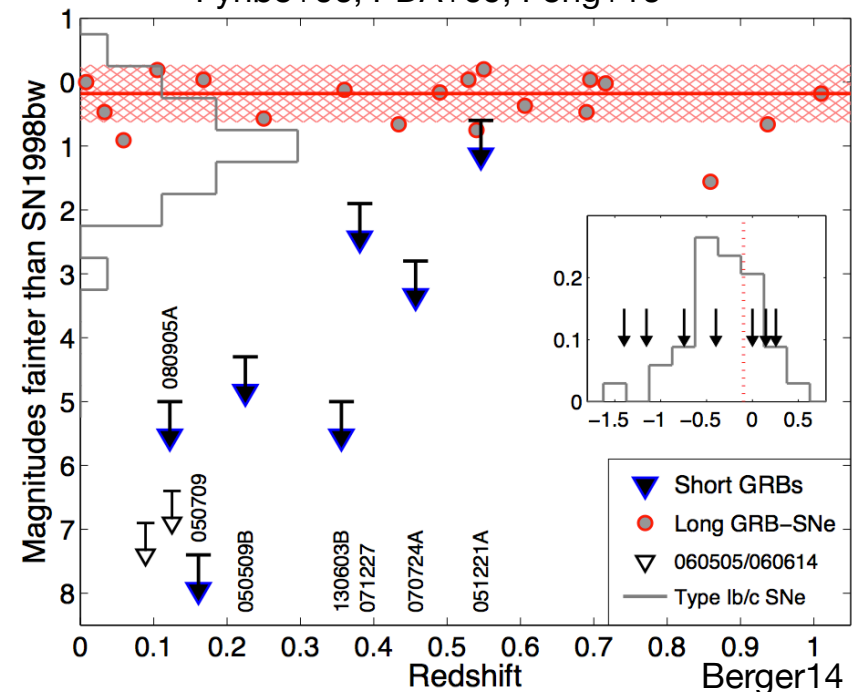 1
0
1
2
3
4
5
6
7
8
Magnitudes fainter than SN1998bw
080905A
050709
050509B
130603B
071227
070724A
051221A
0.2
0.1
0
−1.5
−1
−0.5
0
0.5
Short GRBs
Long GRB−SNe
060505/060614
Type Ib/c SNe
0
0.1
0.2
0.3
0.4
0.5
0.6
0.7
0.8
0.9
1
Redshift
Berger14